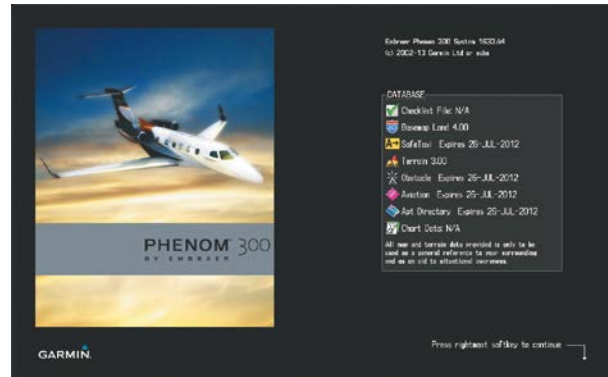 Embraer Phenom 300 System 1633.A4
(c) 2002-13 Garmin Ltd or subs
DATABASE
Checklist File: N/A
Basemap Land 4.00
SafeTaxi Expires 26-JUL-2012
Terrain 3.00
Obstacle Expires 26-JUL-2012
Aviation Expires 26-JUL-2012
Apt Directory Expires 26-JUL-2012
Chart Data: N/A
All map and terrain data provided is only to be
used as a general reference to your surrounding
and as an aid to situational awareness.
PHENOM 300
BY EMBRAER
GARMIN
Press rightmost softkey to continue